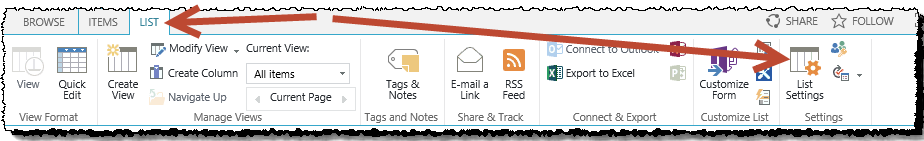 BROWSE ITEMS LIST SHARE FOLLOW
View
Quick
Edit
Create
View
Modify View
Create Column
Navigate Up
Current View:
All items
Current Page
Tags &
Notes
E-mail a
Link
RSS
Feed
Connect to Outlook
Export to Excel
Customize
Form
List
Settings
View Format Manage Views Tags and Notes Share & Track Connect & Export Customize List Settings